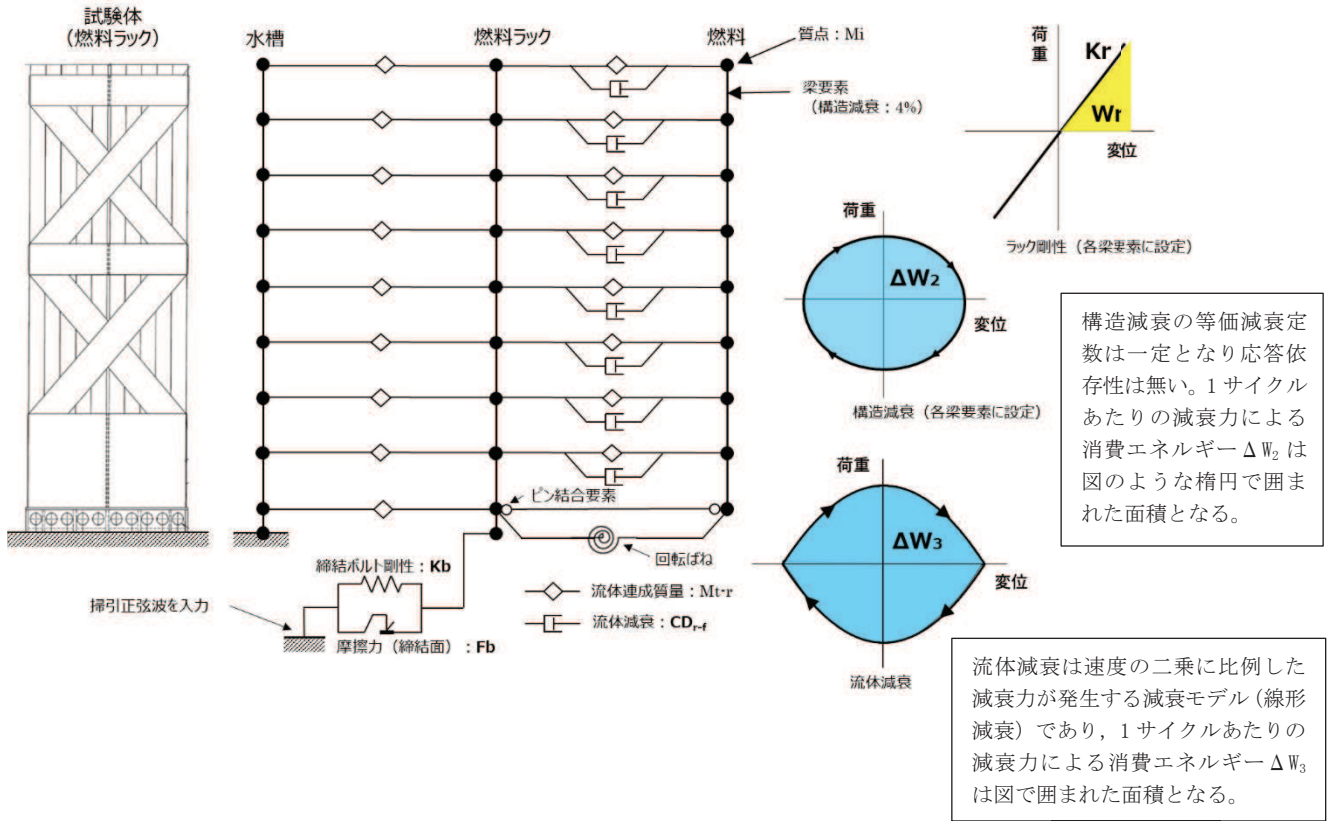 試験体
(燃料ラック)
水槽
燃料ラック
燃料
質点：Mi
梁要素
(構造減衰：4%)
荷重
Kr
Wr
変位
ラック剛性（各梁要素に設定）
荷重
ΔW₂
変位
構造減衰（各梁要素に設定）
構造減衰の等価減衰定
数は一定となり応答依
存性は無い。1 サイクル
あたりの減衰力による
消費エネルギーΔW₂は
図のような楕円で囲ま
れた面積となる。
荷重
ΔW₃
変位
流体減衰
ピン結合要素
回転ばね
締結ボルト剛性：Kb
掃引正弦波を入力
摩擦力（締結面）：Fb
流体連成質量：Mt-r
流体減衰：CDr-f
流体減衰は速度の二乗に比例した
減衰力が発生する減衰モデル（線形
減衰）であり，1 サイクルあたりの
減衰力による消費エネルギーΔW₃
は図で囲まれた面積となる。